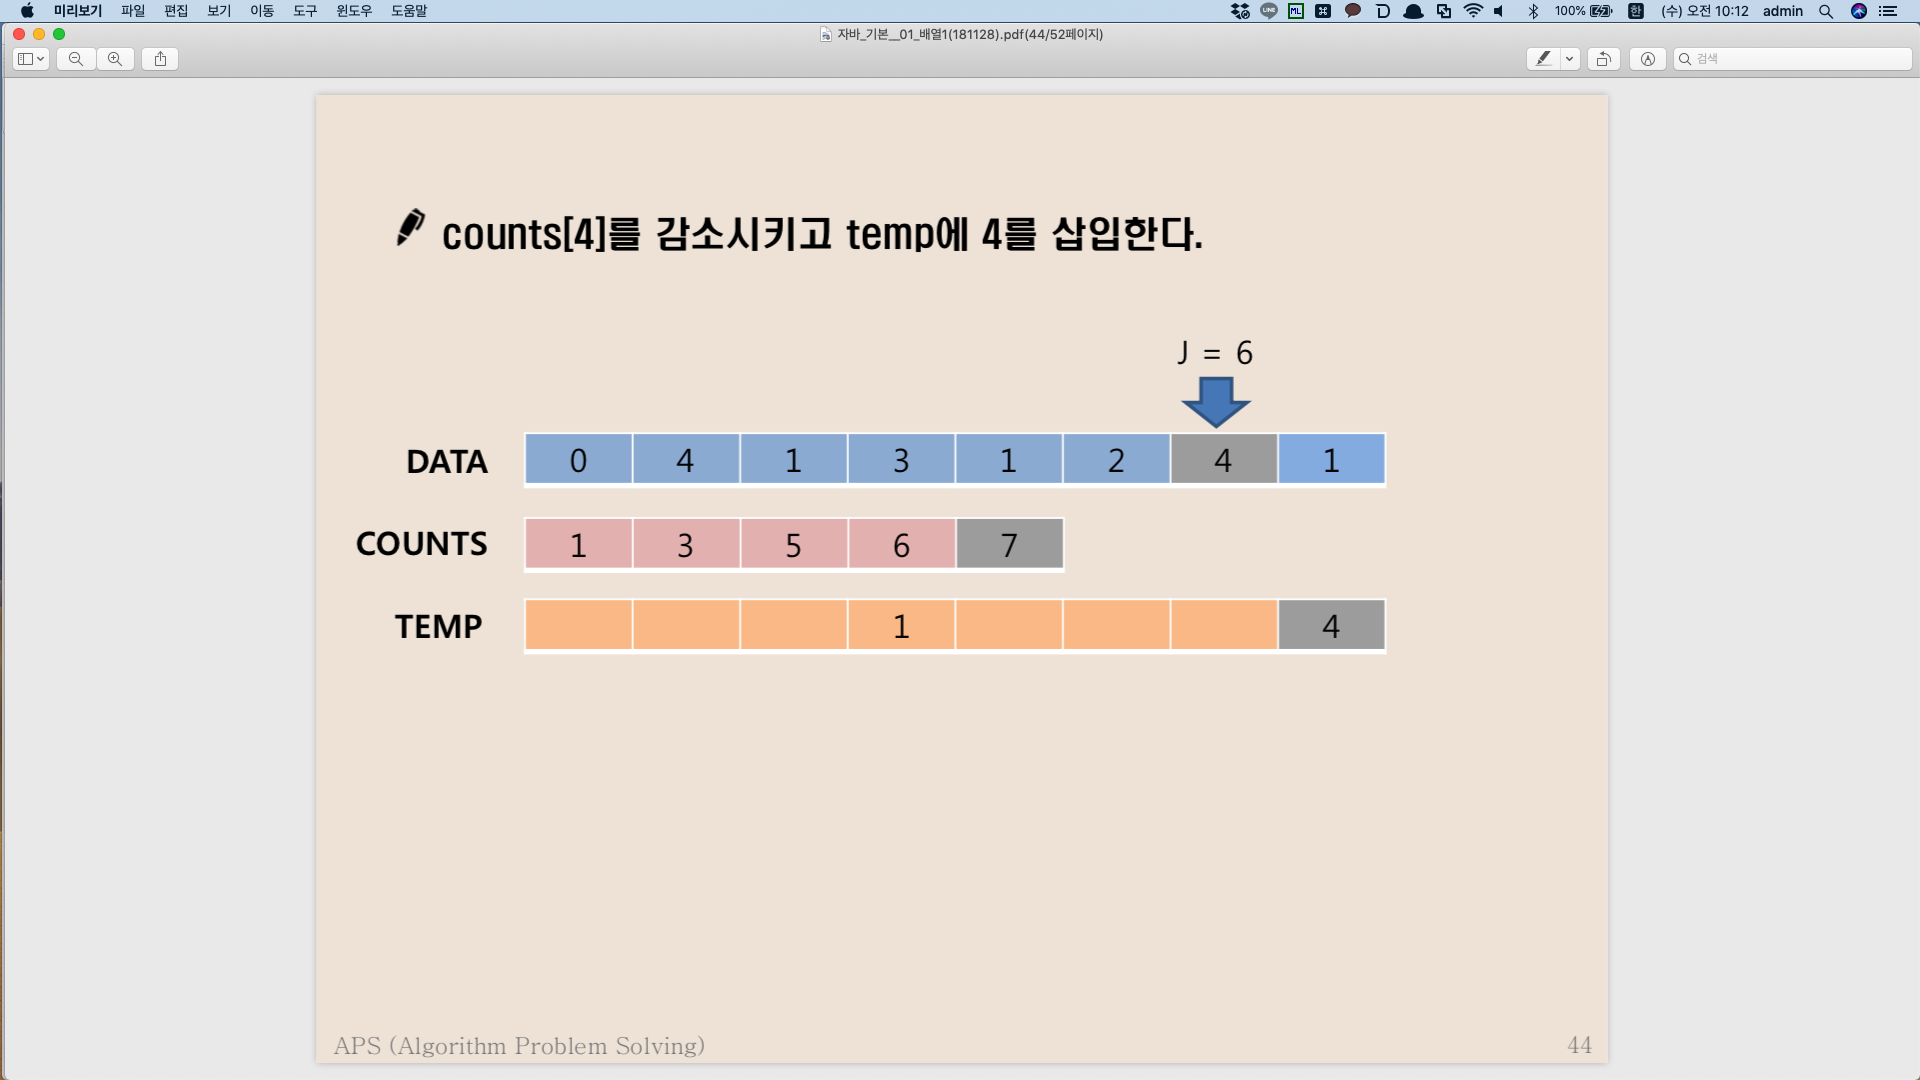 미리보기 파일 편집 보기 이동 도구 윈도우 도움말 LINE ML 100% 한 (수) 오전 10:12 admin
자바_기본__01_배열1(181128).pdf(44/52페이지)
검색
counts[4]를 감소시키고 temp에 4를 삽입한다.
J = 6
DATA 0 4 1 3 1 2 4 1
COUNTS 1 3 5 6 7
TEMP 1 4
APS (Algorithm Problem Solving) 44